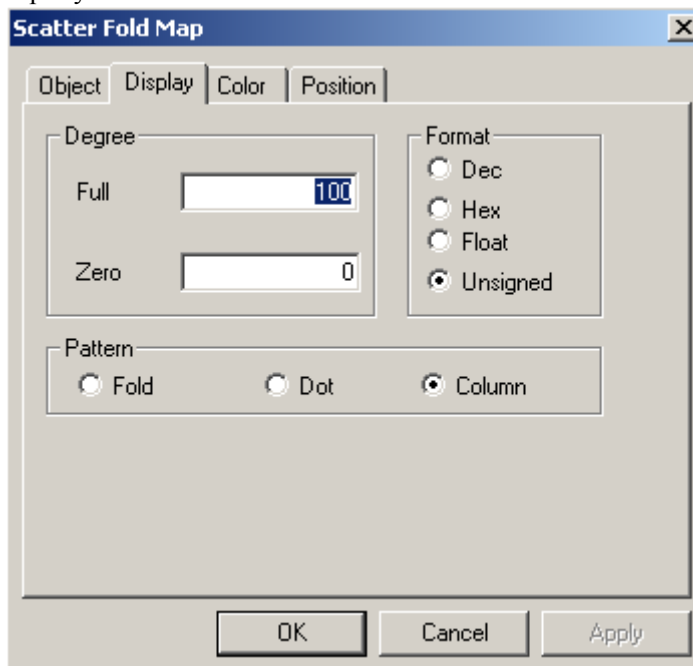 Scatter Fold Map
Object Display Color Position
Degree
Full 100
Zero 0
Format
Dec
Hex
Float
Unsigned
Pattern
Fold Dot Column
OK Cancel Apply